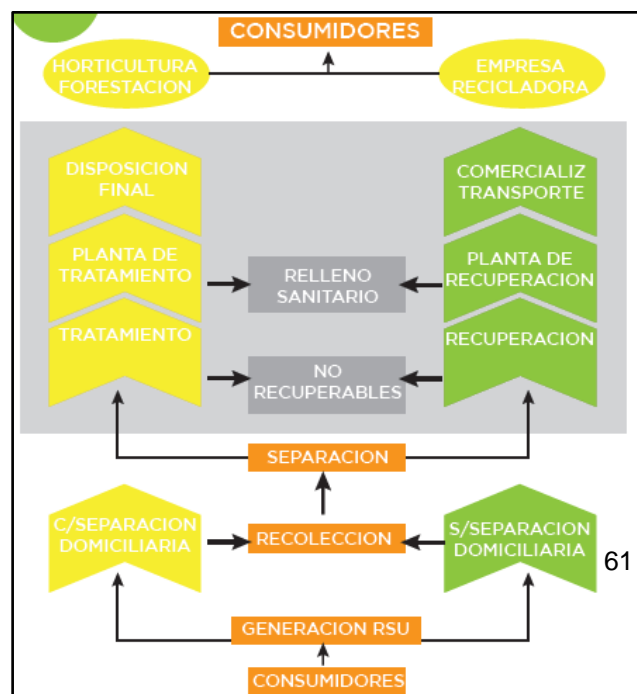 CONSUMIDORES
HORTICULTURA
FORESTACION
EMPRESA
RECICLADORA
DISPOSICION
FINAL
COMERCIALIZ
TRANSPORTE
PLANTA DE
TRATAMIENTO
RELLENO
SANITARIO
PLANTA DE
RECUPERACION
TRATAMIENTO
NO
RECUPERABLES
RECUPERACION
SEPARACION
C/SEPARACION
DOMICILIARIA
RECOLECCION
S/SEPARACION
DOMICILIARIA
61
GENERACION RSU
CONSUMIDORES